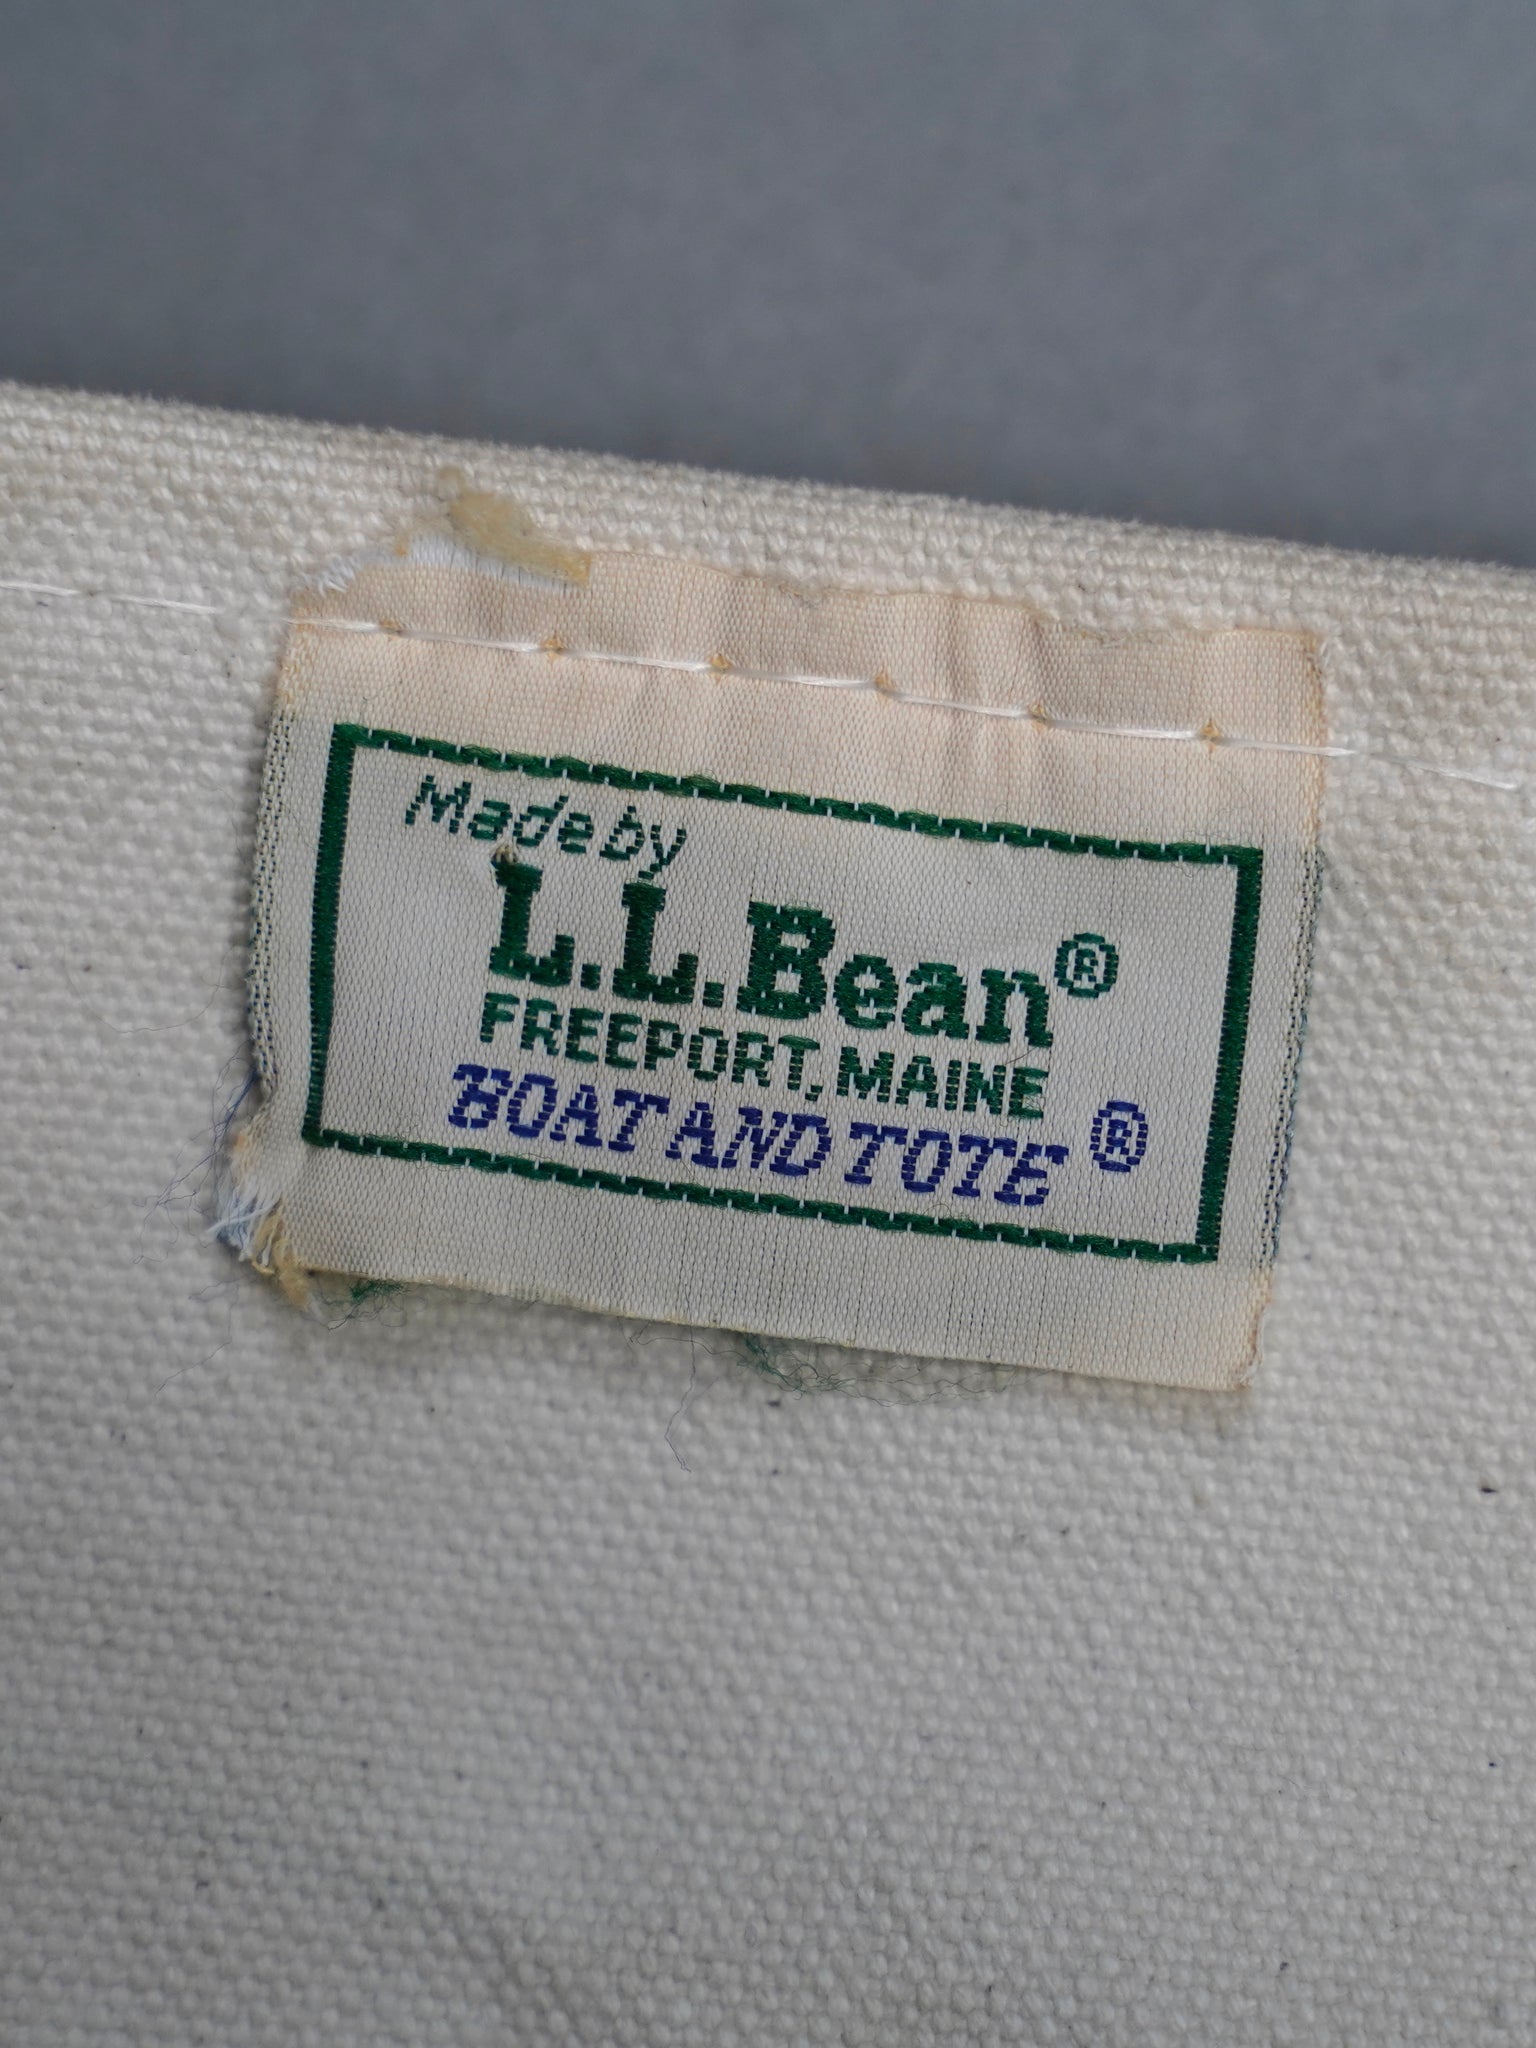 Made by
L.L.Bean®
FREEPORT, MAINE
BOAT AND TOTE®